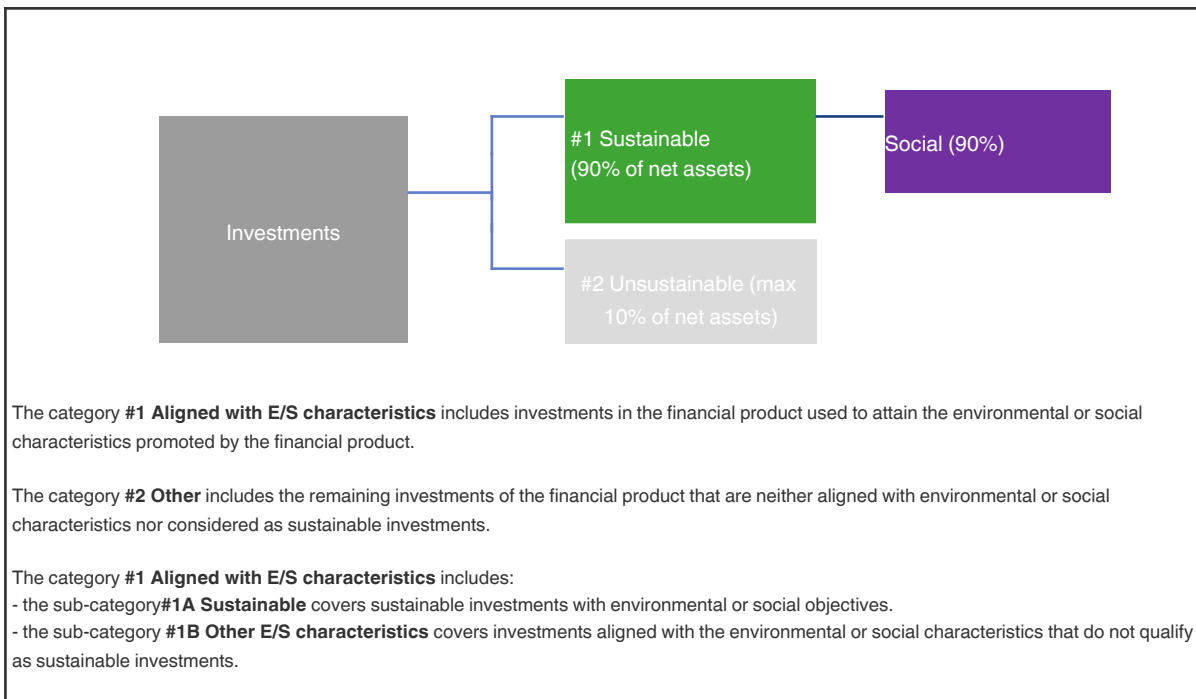 Investments
#1 Sustainable
(90% of net assets)
Social (90%)
#2 Unsustainable (max
10% of net assets)
The category #1 Aligned with E/S characteristics includes investments in the financial product used to attain the environmental or social
characteristics promoted by the financial product.
The category #2 Other includes the remaining investments of the financial product that are neither aligned with environmental or social
characteristics nor considered as sustainable investments.
The category #1 Aligned with E/S characteristics includes:
- the sub-category#1A Sustainable covers sustainable investments with environmental or social objectives.
- the sub-category #1B Other E/S characteristics covers investments aligned with the environmental or social characteristics that do not qualify
as sustainable investments.